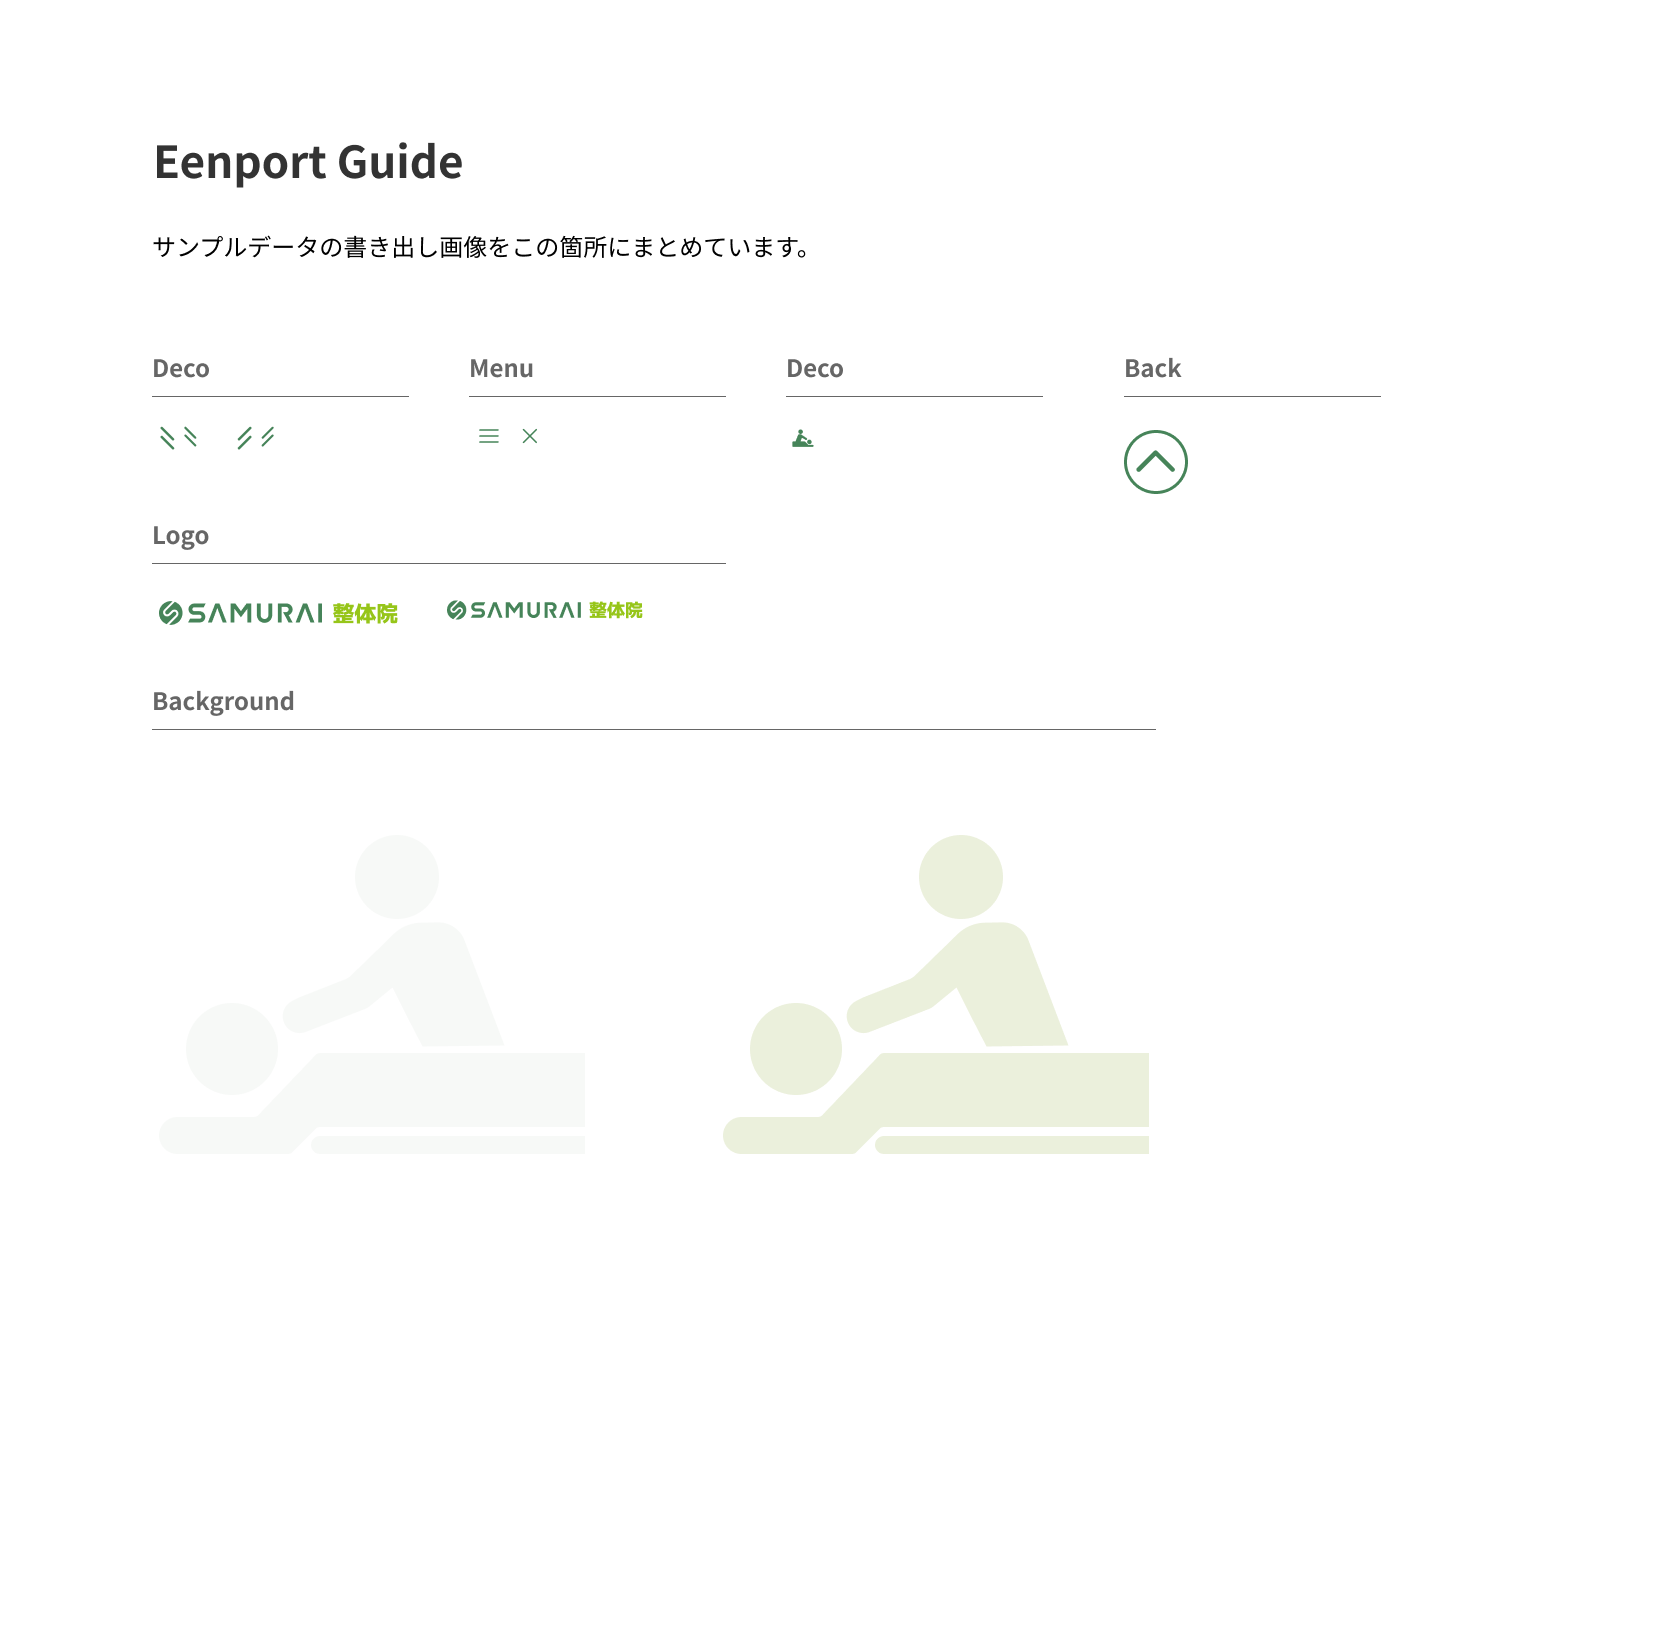 Eenport Guide
サンプルデータの書き出し画像をこの箇所にまとめています。
Deco
Menu
Deco
Back
Logo
SAMURAI 整体院
SAMURAI 整体院
Background